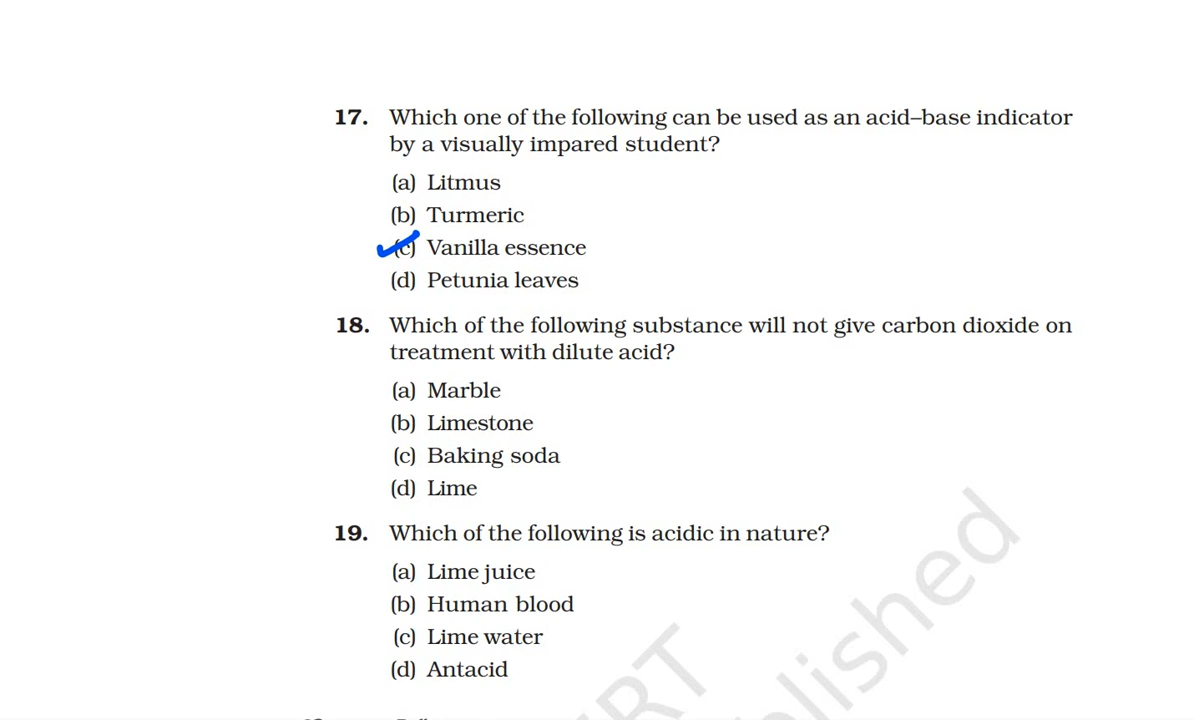 17. Which one of the following can be used as an acid–base indicator
by a visually impared student?
(a) Litmus
(b) Turmeric
(c) Vanilla essence
(d) Petunia leaves
18. Which of the following substance will not give carbon dioxide on
treatment with dilute acid?
(a) Marble
(b) Limestone
(c) Baking soda
(d) Lime
19. Which of the following is acidic in nature?
(a) Lime juice
(b) Human blood
(c) Lime water
(d) Antacid